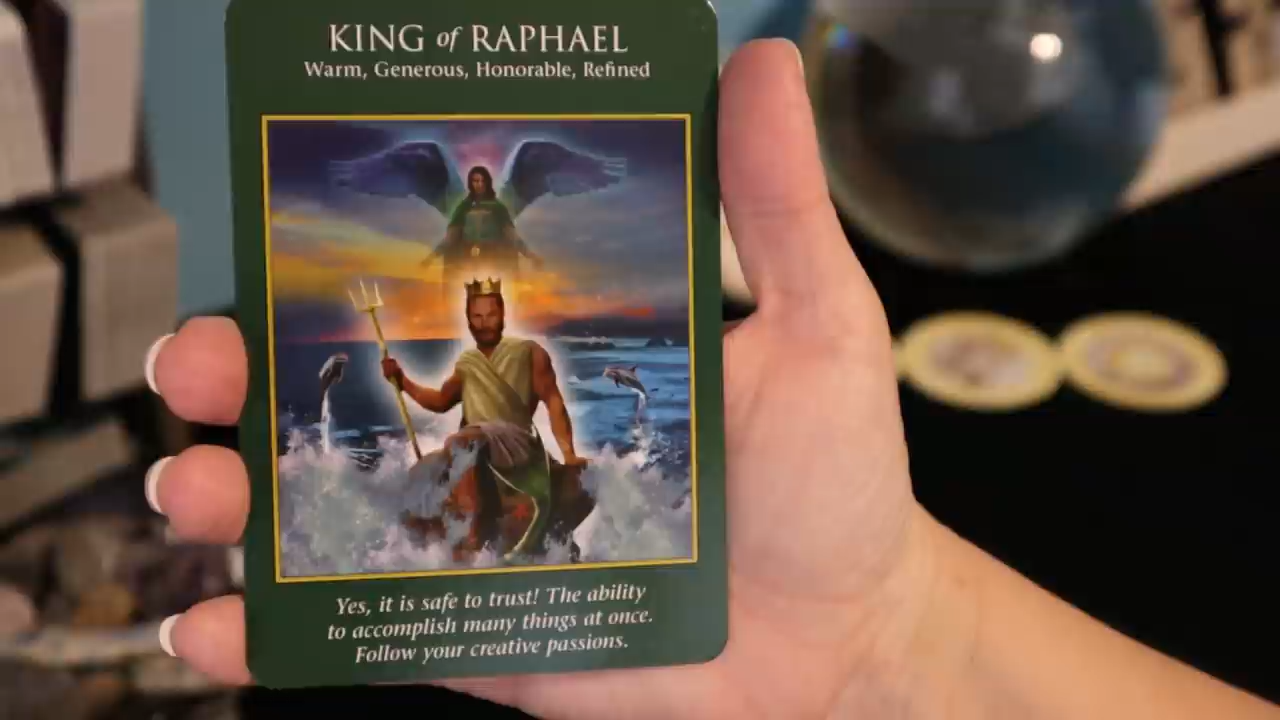 KING of RAPHAEL
Warm, Generous, Honorable, Refined
Yes, it is safe to trust! The ability
to accomplish many things at once.
Follow your creative passions.